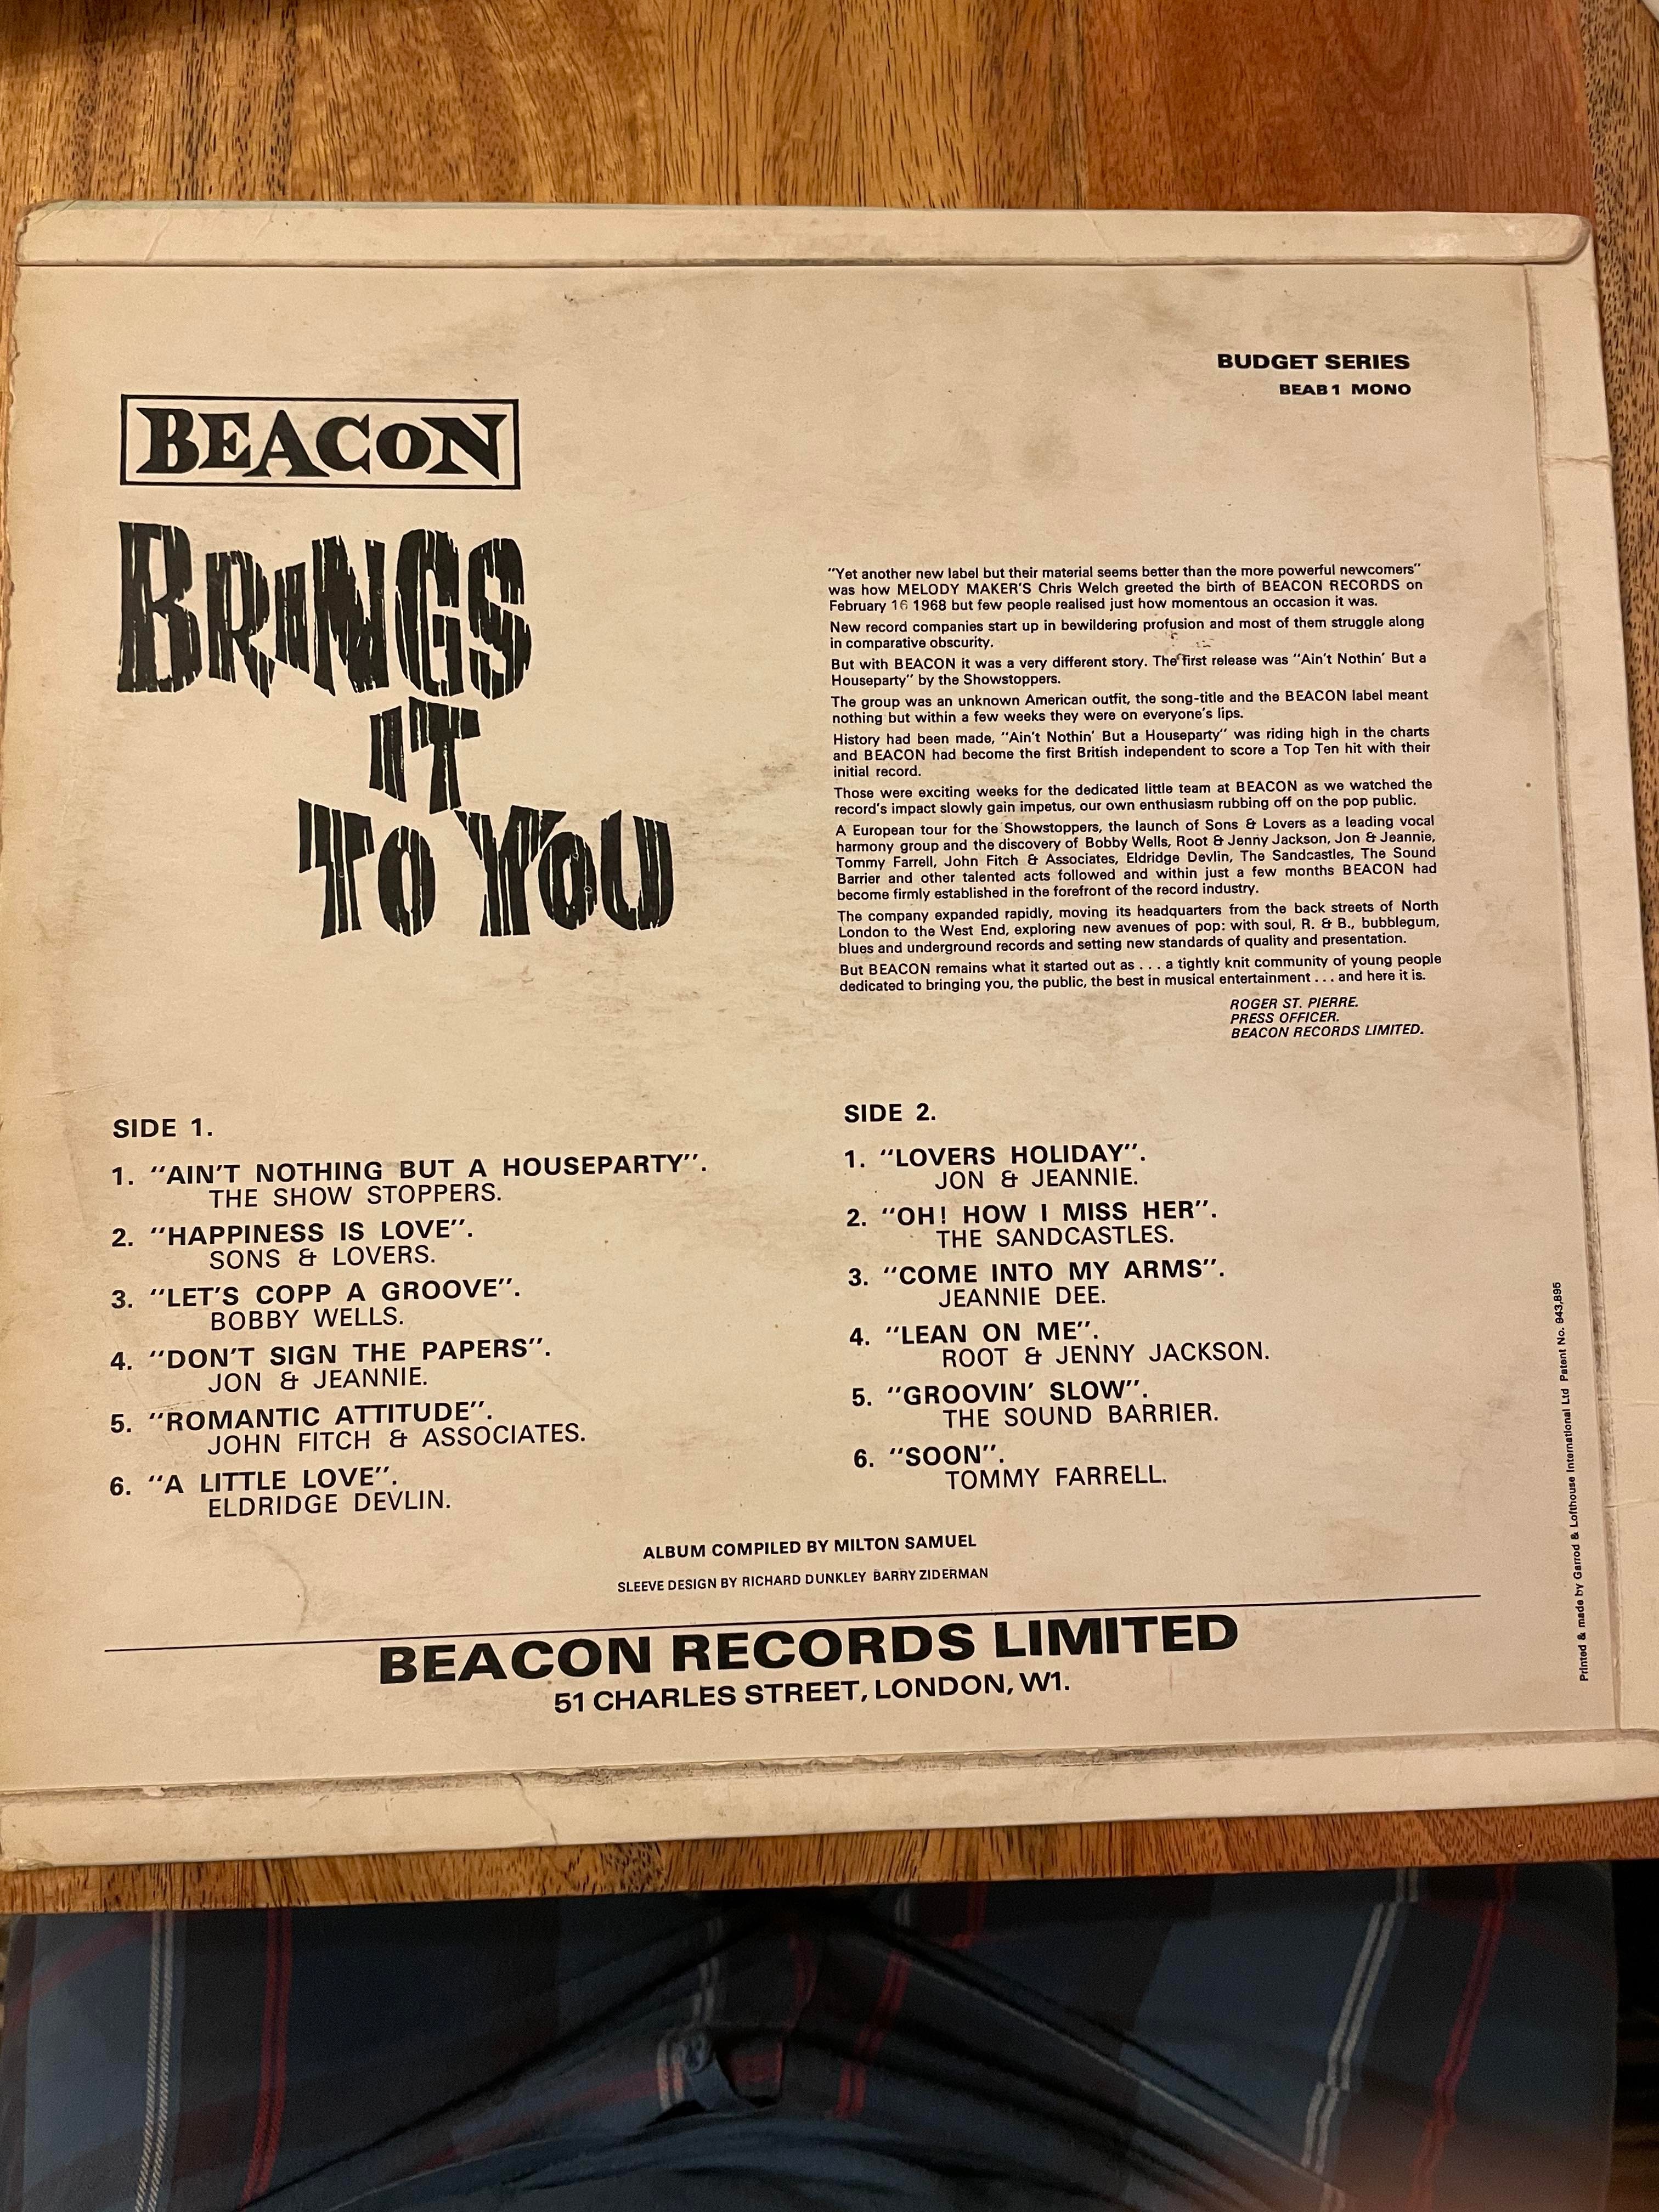 BUDGET SERIES
BEAB 1 MONO
BEACON
BRINGS
IT
TO YOU
"Yet another new label but their material seems better than the more powerful newcomers"
was how MELODY MAKER'S Chris Welch greeted the birth of BEACON RECORDS on
February 16 1968 but few people realised just how momentous an occasion it was.
New record companies start up in bewildering profusion and most of them struggle along
in comparative obscurity.
But with BEACON it was a very different story. The first release was "Ain't Nothin' But a
Houseparty" by the Showstoppers.
The group was an unknown American outfit, the song-title and the BEACON label meant
nothing but within a few weeks they were on everyone's lips.
History had been made, "Ain't Nothin' But a Houseparty" was riding high in the charts
and BEACON had become the first British independent to score a Top Ten hit with their
initial record.
Those were exciting weeks for the dedicated little team at BEACON as we watched the
record's impact slowly gain impetus, our own enthusiasm rubbing off on the pop public.
A European tour for the Showstoppers, the launch of Sons & Lovers as a leading vocal
harmony group and the discovery of Bobby Wells, Root & Jenny Jackson, Jon & Jeannie,
Tommy Farrell, John Fitch & Associates, Eldridge Devlin, The Sandcastles, The Sound
Barrier and other talented acts followed and within just a few months BEACON had
become firmly established in the forefront of the record industry.
The company expanded rapidly, moving its headquarters from the back streets of North
London to the West End, exploring new avenues of pop: with soul, R. & B., bubblegum,
blues and underground records and setting new standards of quality and presentation.
But BEACON remains what it started out as . . . a tightly knit community of young people
dedicated to bringing you, the public, the best in musical entertainment . . . and here it is.
ROGER ST. PIERRE.
PRESS OFFICER.
BEACON RECORDS LIMITED.
SIDE 1.
1. "AIN'T NOTHING BUT A HOUSEPARTY".
THE SHOW STOPPERS.
2. "HAPPINESS IS LOVE".
SONS & LOVERS.
3. "LET'S COPP A GROOVE".
BOBBY WELLS.
4. "DON'T SIGN THE PAPERS".
JON & JEANNIE.
5. "ROMANTIC ATTITUDE".
JOHN FITCH & ASSOCIATES.
6. "A LITTLE LOVE".
ELDRIDGE DEVLIN.
SIDE 2.
1. "LOVERS HOLIDAY".
JON & JEANNIE.
2. "OH! HOW I MISS HER".
THE SANDCASTLES.
3. "COME INTO MY ARMS".
JEANNIE DEE.
4. "LEAN ON ME".
ROOT & JENNY JACKSON.
5. "GROOVIN' SLOW".
THE SOUND BARRIER.
6. "SOON".
TOMMY FARRELL.
ALBUM COMPILED BY MILTON SAMUEL
SLEEVE DESIGN BY RICHARD DUNKLEY BARRY ZIDERMAN
BEACON RECORDS LIMITED
51 CHARLES STREET, LONDON, W1.
Printed & made by Garrod & Lofthouse International Ltd Patent No. 943,895